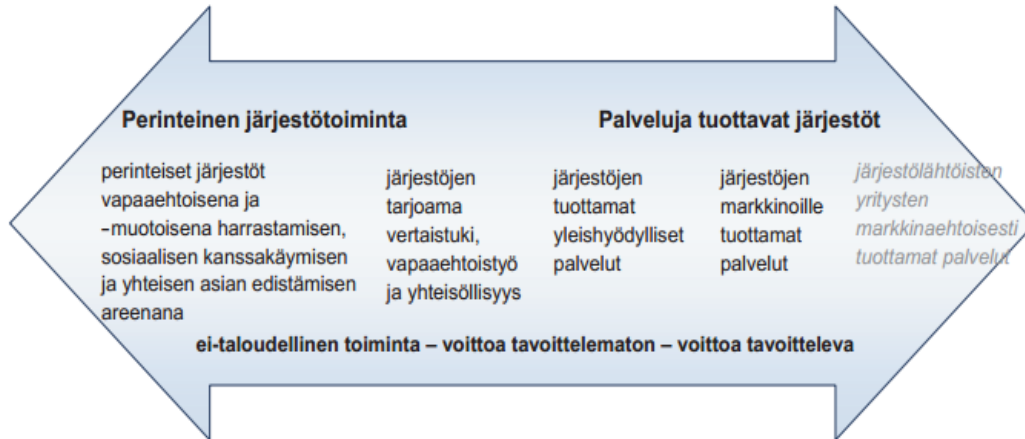 Perinteinen järjestötoiminta
Palveluja tuottavat järjestöt
perinteiset järjestöt
vapaaehtoisena ja
–muotoisena harrastamisen,
sosiaalisen kanssakäymisen
ja yhteisen asian edistämisen
areenana
järjestöjen
tarjoama
vertaistuki,
vapaaehtoistyö
ja yhteisöllisyys
järjestöjen
tuottamat
yleishyödylliset
palvelut
järjestöjen
markkinoille
tuottamat
palvelut
järjestölähtöisten
yritysten
markkinaehtoisesti
tuottamat palvelut
ei-taloudellinen toiminta – voittoa tavoittelematon – voittoa tavoitteleva